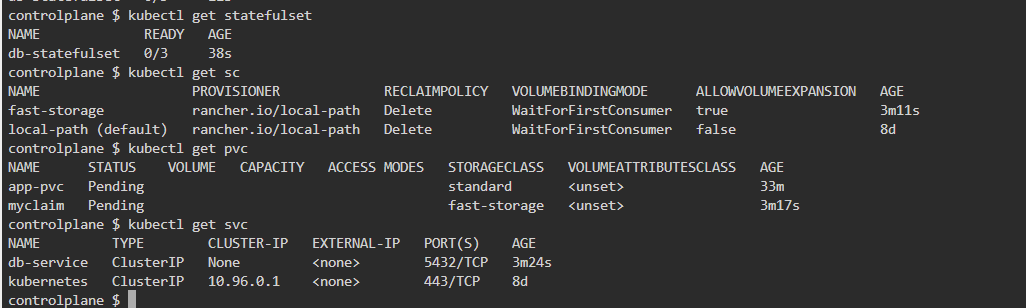 controlplane $ kubectl get statefulset
NAME READY AGE
db-statefulset 0/3 38s
controlplane $ kubectl get sc
NAME PROVISIONER RECLAIMPOLICY VOLUMEBINDINGMODE ALLOWVOLUMEEXPANSION AGE
fast-storage rancher.io/local-path Delete WaitForFirstConsumer true 3m11s
local-path (default) rancher.io/local-path Delete WaitForFirstConsumer false 8d
controlplane $ kubectl get pvc
NAME STATUS VOLUME CAPACITY ACCESS MODES STORAGECLASS VOLUMEATTRIBUTESCLASS AGE
app-pvc Pending standard <unset> 33m
myclaim Pending fast-storage <unset> 3m17s
controlplane $ kubectl get svc
NAME TYPE CLUSTER-IP EXTERNAL-IP PORT(S) AGE
db-service ClusterIP None <none> 5432/TCP 3m24s
kubernetes ClusterIP 10.96.0.1 <none> 443/TCP 8d
controlplane $